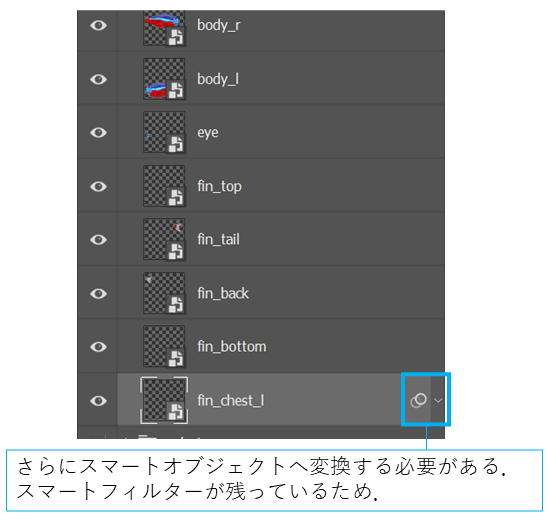 body_r
body_l
eye
fin_top
fin_tail
fin_back
fin_bottom
fin_chest_l
さらにスマートオブジェクトへ変換する必要がある．
スマートフィルターが残っているため．